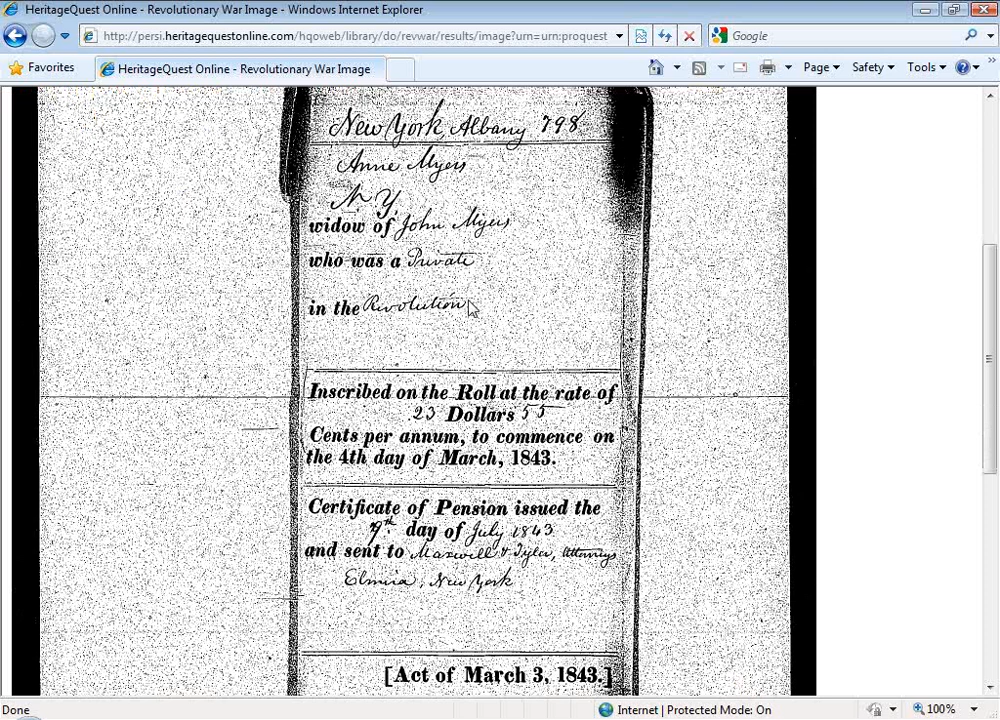 HeritageQuest Online - Revolutionary War Image - Windows Internet Explorer
http://persi.heritagequestonline.com/hqoweb/library/do/revwar/results/image?urn=urn:proquest
Google
Favorites
HeritageQuest Online - Revolutionary War Image
Page
Safety
Tools
New York, Albany 798
Anne Myers
N.Y.
widow of John Myers
who was a Private
in the Revolution
Inscribed on the Roll at the rate of
23 Dollars 55
Cents per annum, to commence on
the 4th day of March, 1843.
Certificate of Pension issued the
day of July 1843
and sent to Maxwell & Tyler, Attorneys
Elmira, New York
[Act of March 3, 1843.]
Done
Internet | Protected Mode: On
100%